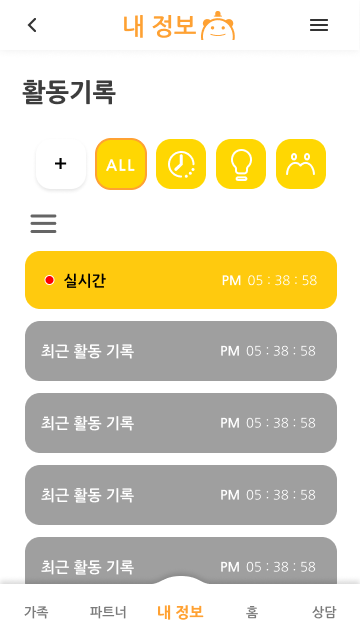 내 정보
활동기록
+ ALL
실시간 PM 05 : 38 : 58
최근 활동 기록 PM 05 : 38 : 58
최근 활동 기록 PM 05 : 38 : 58
최근 활동 기록 PM 05 : 38 : 58
최근 활동 기록 PM 05 : 38 : 58
가족 파트너 내 정보 홈 상담